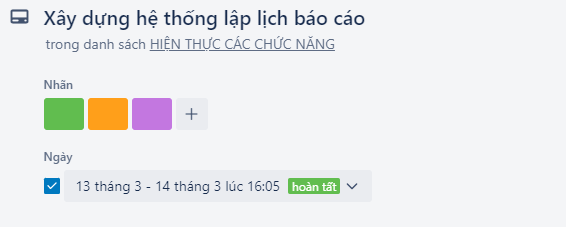 Xây dựng hệ thống lập lịch báo cáo
trong danh sách HIỆN THỰC CÁC CHỨC NĂNG
Nhãn
Ngày
13 tháng 3 - 14 tháng 3 lúc 16:05 hoàn tất